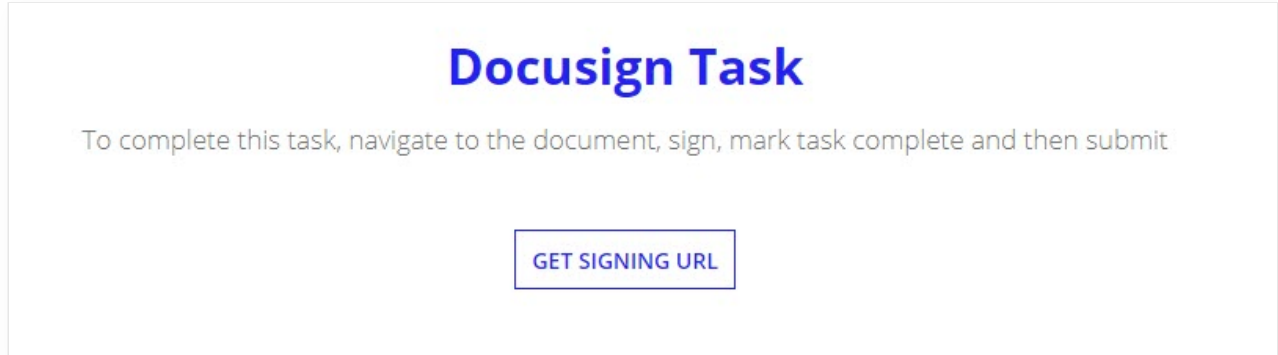 Docusign Task
To complete this task, navigate to the document, sign, mark task complete and then submit
GET SIGNING URL